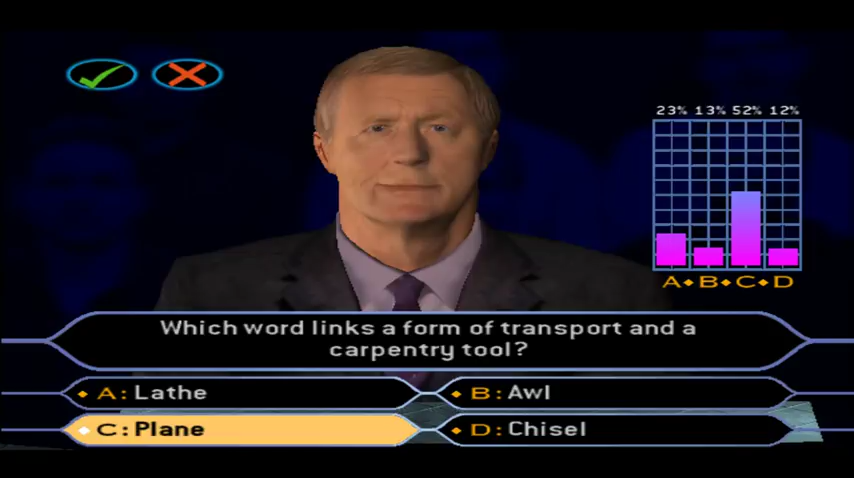 23% 13% 52% 12%
A B C D
Which word links a form of transport and a
carpentry tool?
A: Lathe
B: Awl
C: Plane
D: Chisel